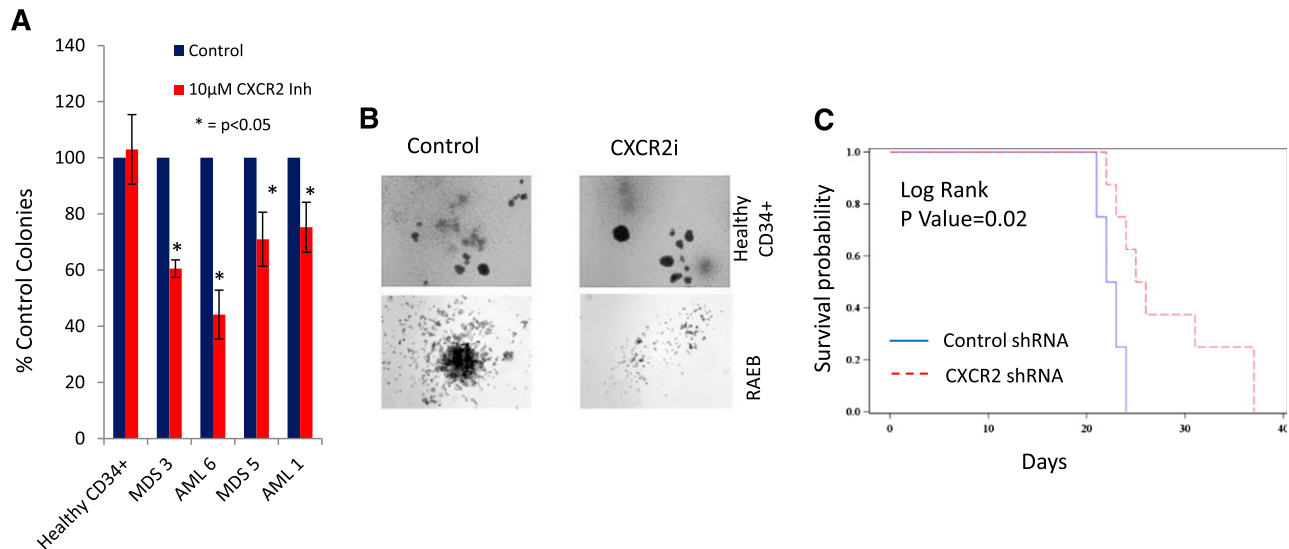 A
140
120
100
80
60
40
20
0
% Control Colonies
Control
10µM CXCR2 Inh
* = p<0.05
*
*
*
*
Healthy CD34+
MDS 3
AML 6
MDS 5
AML 1
B
Control
CXCR2i
Healthy
CD34+
RAEB
C
1.0
0.8
0.6
0.4
0.2
0.0
Survival probability
Log Rank
P Value=0.02
Control shRNA
CXCR2 shRNA
0
10
20
30
40
Days